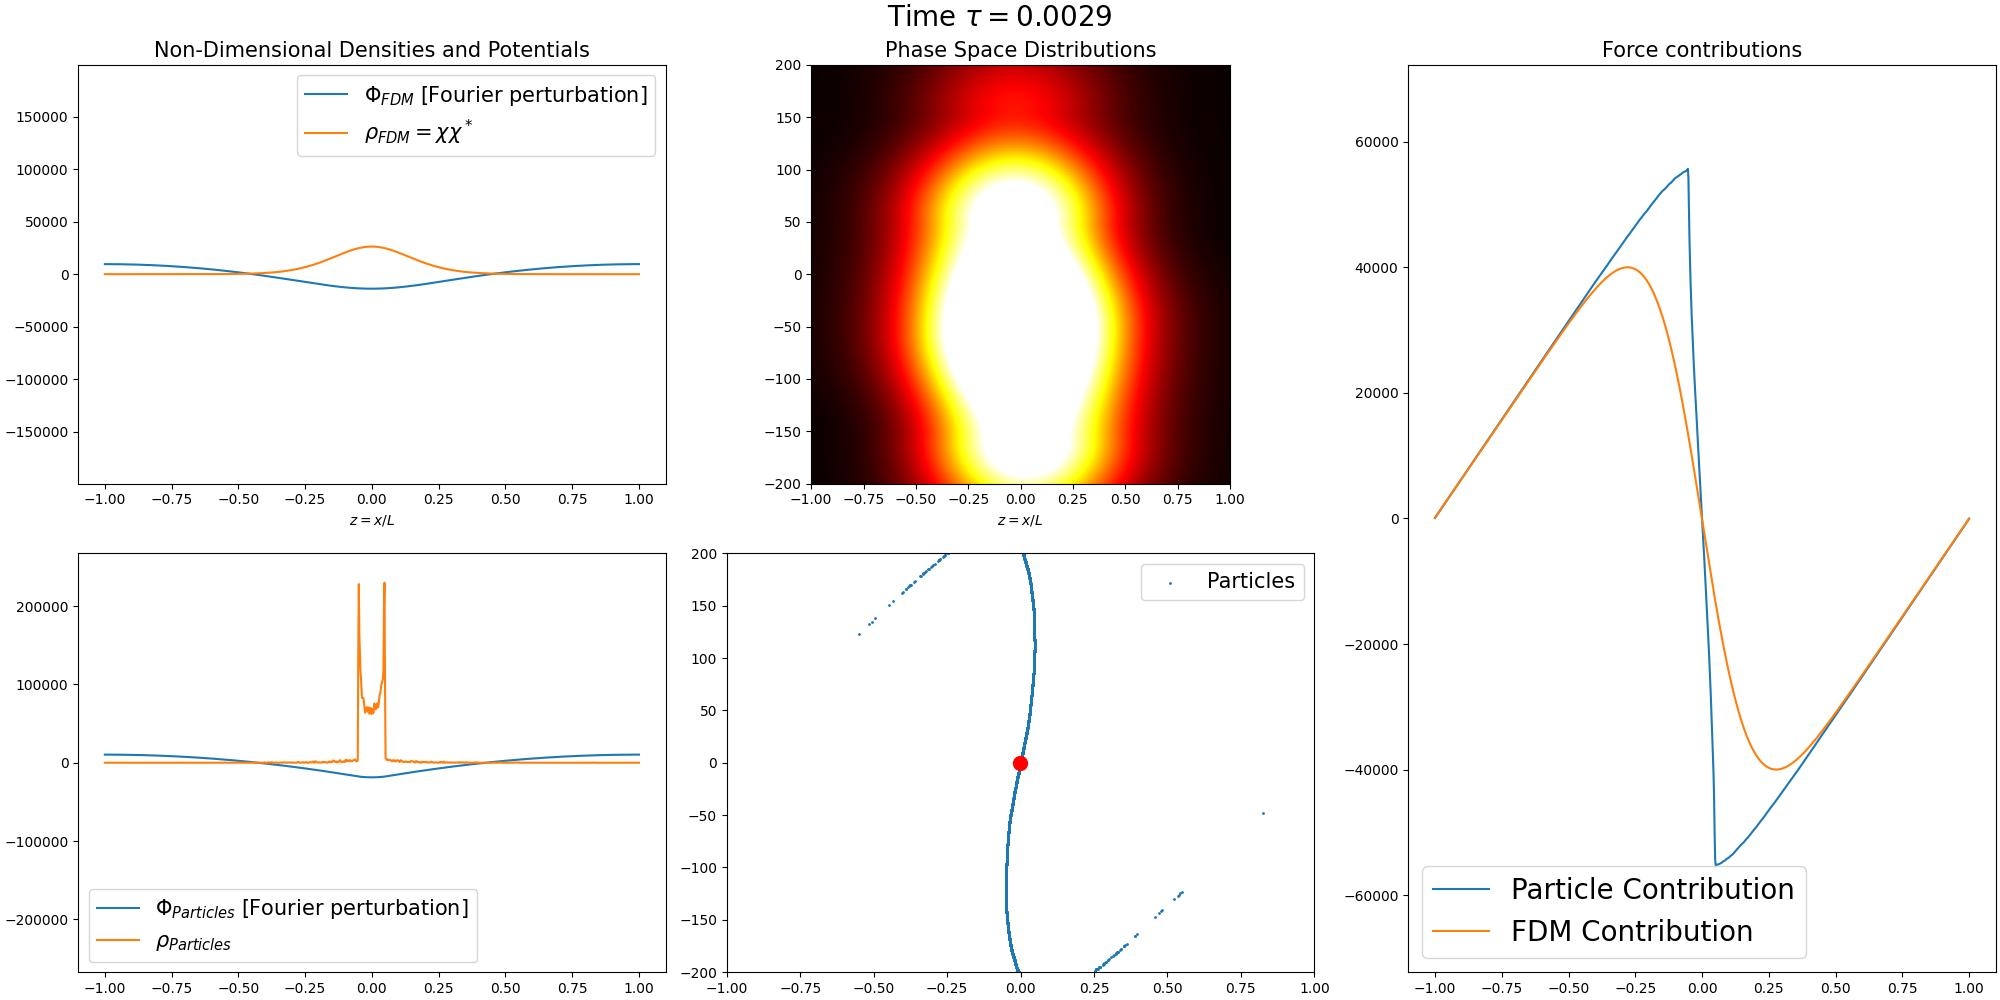 Time τ = 0.0029
Non-Dimensional Densities and Potentials
Φ_FDM [Fourier perturbation]
ρ_FDM = χχ*
150000
100000
50000
0
−50000
−100000
−150000
−1.00 −0.75 −0.50 −0.25 0.00 0.25 0.50 0.75 1.00
z = x/L
Phase Space Distributions
200
150
100
50
0
−50
−100
−150
−200
−1.00 −0.75 −0.50 −0.25 0.00 0.25 0.50 0.75 1.00
z = x/L
Force contributions
60000
40000
20000
0
−20000
−40000
−60000
Particle Contribution
FDM Contribution
−1.00 −0.75 −0.50 −0.25 0.00 0.25 0.50 0.75 1.00
200000
100000
0
−100000
−200000
Φ_Particles [Fourier perturbation]
ρ_Particles
−1.00 −0.75 −0.50 −0.25 0.00 0.25 0.50 0.75 1.00
200
150
100
50
0
−50
−100
−150
−200
Particles
−1.00 −0.75 −0.50 −0.25 0.00 0.25 0.50 0.75 1.00